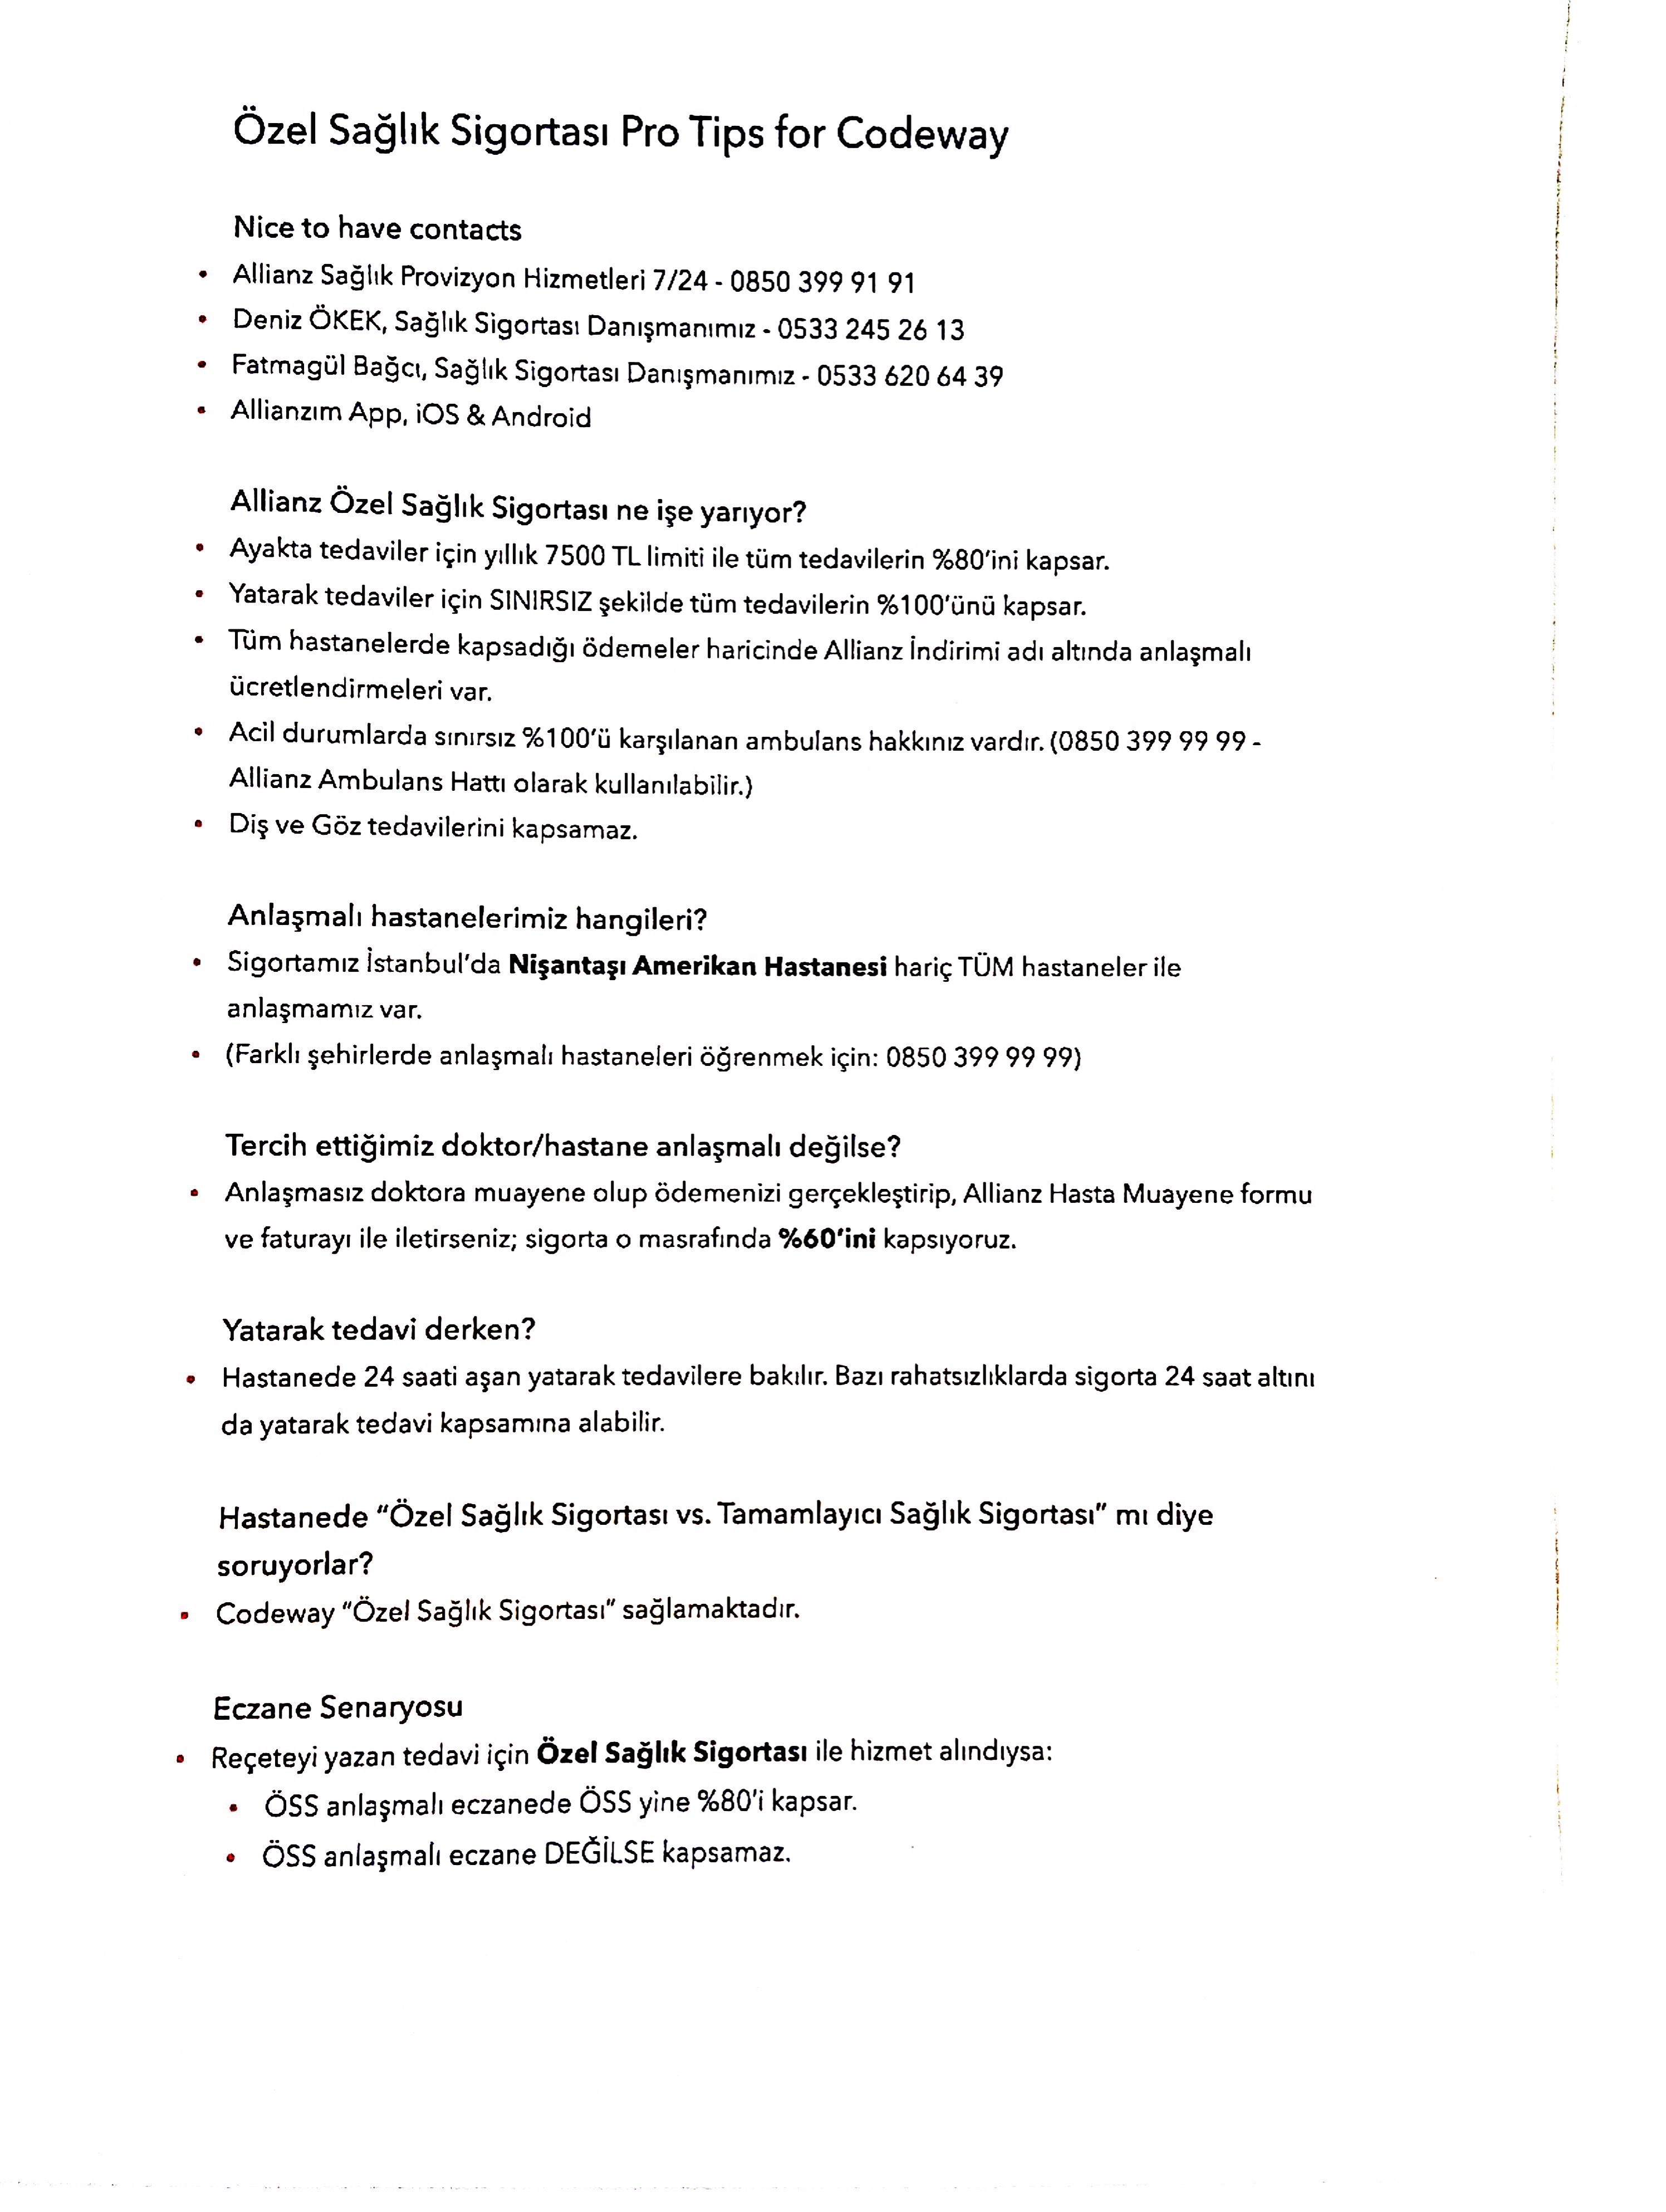 Özel Sağlık Sigortası Pro Tips for Codeway
Nice to have contacts
• Allianz Sağlık Provizyon Hizmetleri 7/24 - 0850 399 91 91
• Deniz ÖKEK, Sağlık Sigortası Danışmanımız - 0533 245 26 13
• Fatmagül Bağcı, Sağlık Sigortası Danışmanımız - 0533 620 64 39
• Allianzım App, iOS & Android
Allianz Özel Sağlık Sigortası ne işe yarıyor?
• Ayakta tedaviler için yıllık 7500 TL limiti ile tüm tedavilerin %80'ini kapsar.
• Yatarak tedaviler için SINIRSIZ şekilde tüm tedavilerin %100'ünü kapsar.
• Tüm hastanelerde kapsadığı ödemeler haricinde Allianz İndirimi adı altında anlaşmalı
ücretlendirmeleri var.
• Acil durumlarda sınırsız %100'ü karşılanan ambulans hakkınız vardır. (0850 399 99 99 -
Allianz Ambulans Hattı olarak kullanılabilir.)
• Diş ve Göz tedavilerini kapsamaz.
Anlaşmalı hastanelerimiz hangileri?
• Sigortamız İstanbul'da Nişantaşı Amerikan Hastanesi hariç TÜM hastaneler ile
anlaşmamız var.
• (Farklı şehirlerde anlaşmalı hastaneleri öğrenmek için: 0850 399 99 99)
Tercih ettiğimiz doktor/hastane anlaşmalı değilse?
• Anlaşmasız doktora muayene olup ödemenizi gerçekleştirip, Allianz Hasta Muayene formu
ve faturayı ile iletirseniz; sigorta o masrafında %60'ini kapsıyoruz.
Yatarak tedavi derken?
• Hastanede 24 saati aşan yatarak tedavilere bakılır. Bazı rahatsızlıklarda sigorta 24 saat altını
da yatarak tedavi kapsamına alabilir.
Hastanede "Özel Sağlık Sigortası vs. Tamamlayıcı Sağlık Sigortası" mı diye
soruyorlar?
• Codeway "Özel Sağlık Sigortası" sağlamaktadır.
Eczane Senaryosu
• Reçeteyi yazan tedavi için Özel Sağlık Sigortası ile hizmet alındıysa:
• ÖSS anlaşmalı eczanede ÖSS yine %80'i kapsar.
• ÖSS anlaşmalı eczane DEĞİLSE kapsamaz.